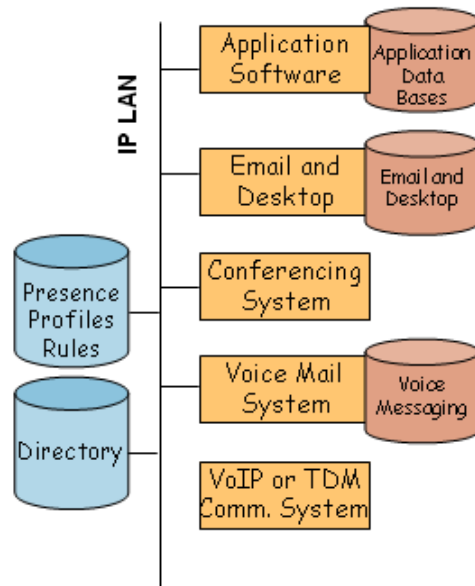 IP LAN
Application
Software
Application
Data
Bases
Email and
Desktop
Email and
Desktop
Conferencing
System
Presence
Profiles
Rules
Voice Mail
System
Voice
Messaging
Directory
VoIP or TDM
Comm. System